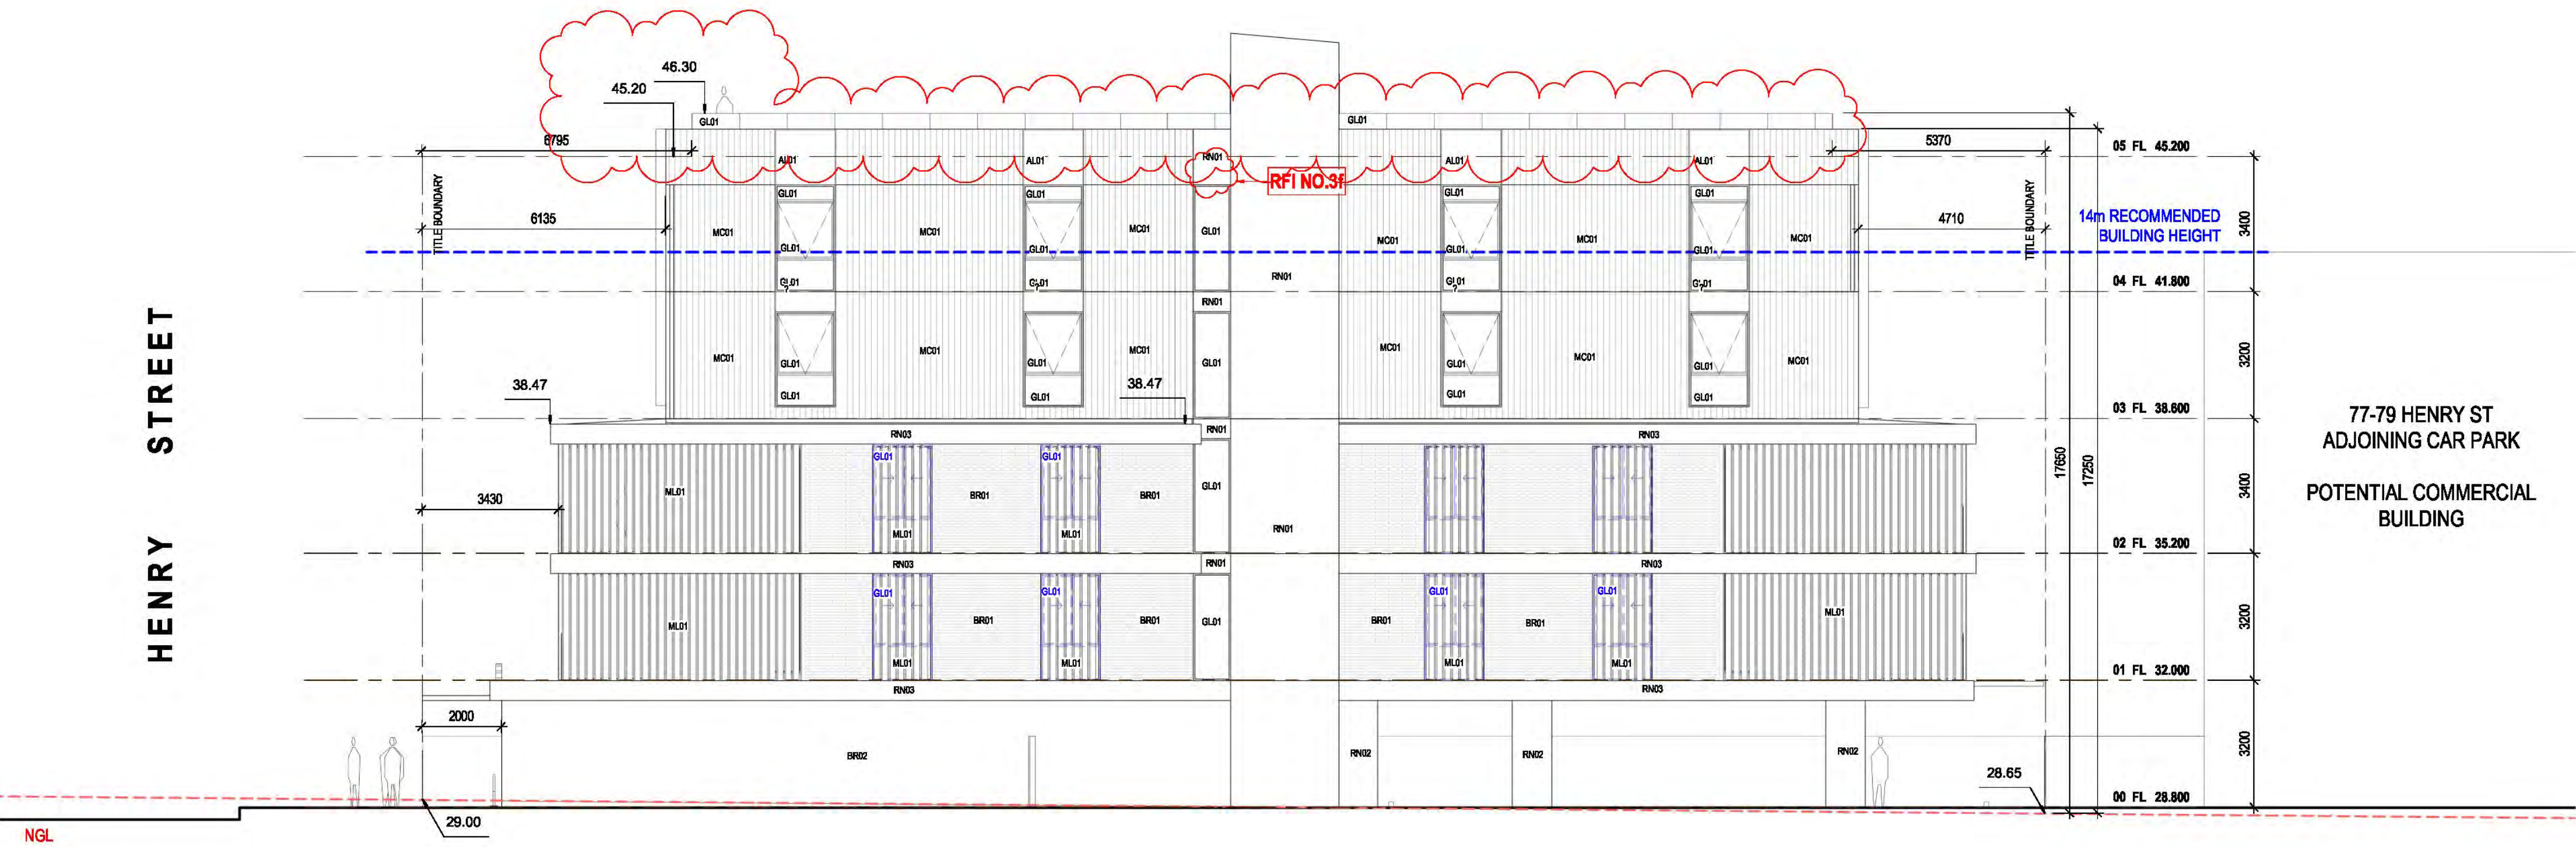 46.30
45.20
GL01
GL01
6795
5370
05 FL 45.200
AL01
AL01
RN01
AL01
AL01
RFI NO.3f
TITLE BOUNDARY
TITLE BOUNDARY
GL01
GL01
GL01
GL01
6135
4710
14m RECOMMENDED
BUILDING HEIGHT
3400
MC01
MC01
MC01
GL01
MC01
MC01
MC01
GL01
GL01
GL01
GL01
RN01
GL01
GL01
GL01
GL01
04 FL 41.800
RN01
MC01
MC01
MC01
MC01
MC01
MC01
GL01
GL01
GL01
GL01
GL01
3200
38.47
38.47
GL01
GL01
GL01
GL01
03 FL 38.600
RN03
RN01
RN03
GL01
GL01
17650
17250
3430
ML01
BR01
BR01
GL01
3400
RN01
ML01
ML01
02 FL 35.200
RN03
RN01
RN03
GL01
GL01
GL01
GL01
ML01
BR01
BR01
GL01
BR01
BR01
ML01
3200
ML01
ML01
ML01
ML01
01 FL 32.000
RN03
RN03
2000
BR02
RN02
RN02
RN02
3200
28.65
00 FL 28.800
29.00
NGL
HENRY STREET
77-79 HENRY ST
ADJOINING CAR PARK
POTENTIAL COMMERCIAL
BUILDING